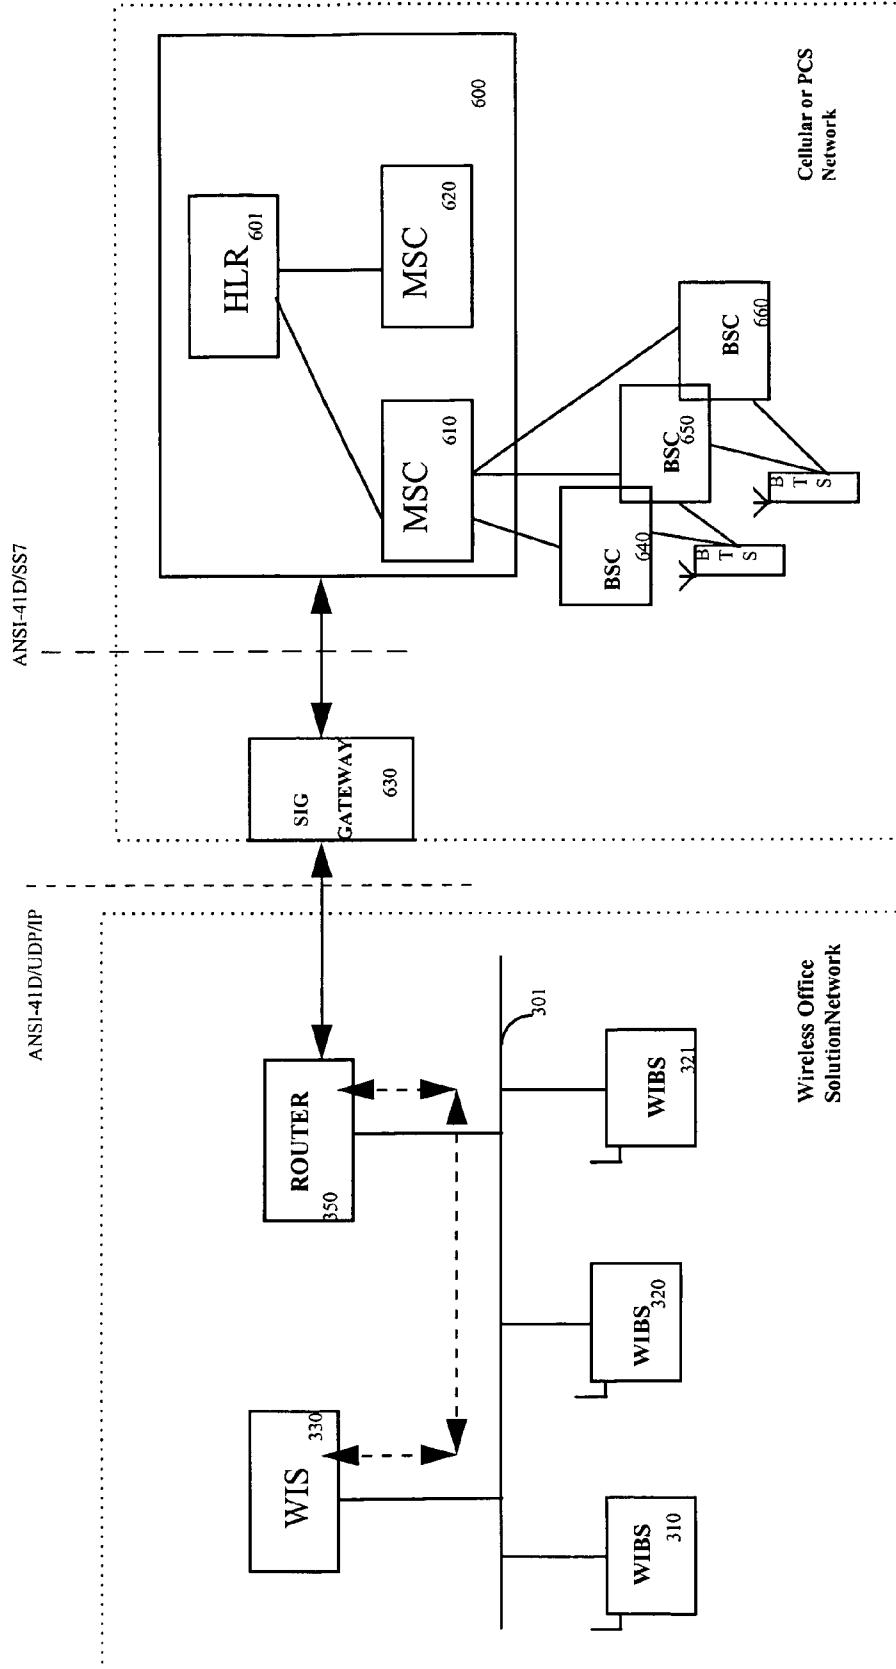 ANSI-41D/UDP/IP
ANSI-41D/SS7
WIS
330
ROUTER
350
SIG
GATEWAY
630
HLR
601
MSC
610
MSC
620
600
301
WIBS
310
WIBS
320
WIBS
321
BSC
640
BSC
650
BSC
660
B
T
S
B
T
S
Wireless Office
SolutionNetwork
Cellular or PCS
Network